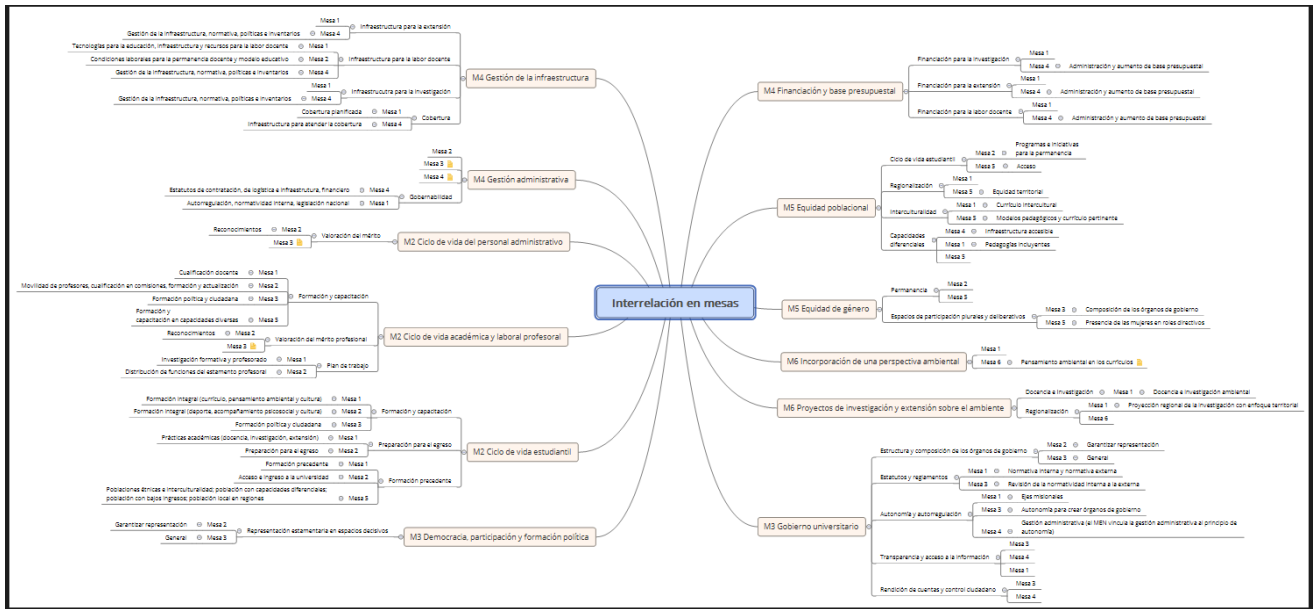 Interrelación en mesas
M4 Gestión de la infraestructura
Infraestructura para la extensión
Mesa 1
Mesa 4
Gestión de la infraestructura, normativa, políticas e inventarios
Infraestructura para la labor docente
Mesa 1
Tecnologías para la educación, infraestructura y recursos para la labor docente
Mesa 2
Condiciones laborales para la permanencia docente y modelo educativo
Mesa 4
Gestión de la infraestructura, normativa, políticas e inventarios
Infraestrucutra para la investigación
Mesa 1
Mesa 4
Gestión de la infraestructura, normativa, políticas e inventarios
Cobertura
Mesa 1
Cobertura planificada
Mesa 4
Infraestructura para atender la cobertura
M4 Gestión administrativa
Mesa 2
Mesa 3
Mesa 4
Gobernabilidad
Mesa 4
Estatutos de contratación, de logística e infraestrutura, financiero
Mesa 1
Autorregulación, normatividad interna, legislación nacional
M2 Ciclo de vida del personal administrativo
Valoración del mérito
Mesa 2
Reconocimientos
Mesa 3
M2 Ciclo de vida académica y laboral profesoral
Formación y capacitación
Mesa 1
Cualificación docente
Mesa 2
Movilidad de profesores, cualificación en comisiones, formación y actualización
Mesa 3
Formación política y ciudadana
Mesa 5
Formación y
capacitación en capacidades diversas
Valoración del mérito profesional
Mesa 2
Reconocimientos
Mesa 3
Plan de trabajo
Mesa 1
Investigación formativa y profesorado
Mesa 2
Distribución de funciones del estamento profesoral
M2 Ciclo de vida estudiantil
Formación y capacitación
Mesa 1
Formación integral (currículo, pensamiento ambiental y cultura)
Mesa 2
Formación integral (deporte, acompañamiento psicosocial y cultura)
Mesa 3
Formación política y ciudadana
Preparación para el egreso
Mesa 1
Prácticas académicas (docencia, investigación, extensión)
Mesa 2
Preparación para el egreso
Formación precedente
Mesa 1
Formación precedente
Mesa 2
Acceso e ingreso a la universidad
Mesa 5
Poblaciones étnicas e interculturalidad; población con capacidades diferenciales;
población con bajos ingresos; población local en regiones
M3 Democracia, participación y formación política
Representación estamentaria en espacios decisivos
Mesa 2
Garantizar representación
Mesa 3
General
M4 Financiación y base presupuestal
Financiación para la investigación
Mesa 1
Mesa 4
Administración y aumento de base presupuestal
Financiación para la extensión
Mesa 1
Mesa 4
Administración y aumento de base presupuestal
Financiación para la labor docente
Mesa 1
Mesa 4
Administración y aumento de base presupuestal
M5 Equidad poblacional
Ciclo de vida estudiantil
Mesa 2
Programas e iniciativas
para la permanencia
Mesa 5
Acceso
Regionalización
Mesa 1
Mesa 5
Equidad territorial
Interculturalidad
Mesa 1
Currículo intercultural
Mesa 5
Modelos pedagógicos y currículo pertinente
Capacidades
diferenciales
Mesa 4
Infraestructura accesible
Mesa 1
Pedagogías incluyentes
Mesa 5
M5 Equidad de género
Permanencia
Mesa 2
Mesa 5
Espacios de participación plurales y deliberativos
Mesa 3
Composición de los órganos de gobierno
Mesa 5
Presencia de las mujeres en roles directivos
M6 Incorporación de una perspectiva ambiental
Mesa 1
Mesa 6
Pensamiento ambiental en los currículos
M6 Proyectos de investigación y extensión sobre el ambiente
Docencia e investigación
Mesa 1
Docencia e investigación ambiental
Regionalización
Mesa 1
Proyección regional de la investigación con enfoque territorial
Mesa 6
M3 Gobierno universitario
Estructura y composición de los órganos de gobierno
Mesa 2
Garantizar representación
Mesa 3
General
Estatutos y reglamentos
Mesa 1
Normativa interna y normativa externa
Mesa 3
Revisión de la normatividad interna a la externa
Autonomía y autorregulación
Mesa 1
Ejes misionales
Mesa 3
Autonomía para crear órganos de gobierno
Mesa 4
Gestión administrativa (el MEN vincula la gestión administrativa al principio de
autonomía)
Transparencia y acceso a la información
Mesa 3
Mesa 4
Mesa 1
Rendición de cuentas y control ciudadano
Mesa 3
Mesa 4